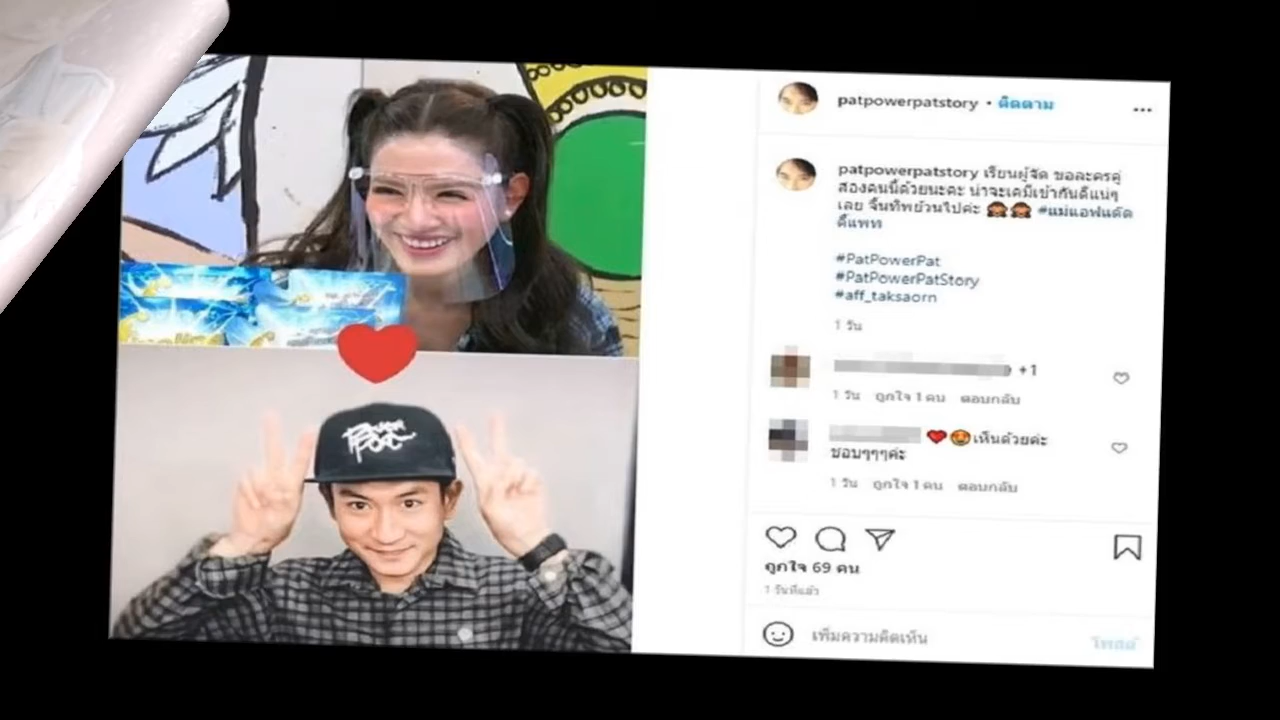 patpowerpatstory • ติดตาม
patpowerpatstory เรียนผู้จัด ขอละครคู่
สองคนนี้ด้วยนะคะ น่าจะเคมีเข้ากันดีแน่ๆ
เลย จิ้นทิพย์วนไปค่ะ #แม่แอฟแด๊ด
ดี้แพท
#PatPowerPat
#PatPowerPatStory
#aff_taksaorn
1 วัน
+1
1 วัน ถูกใจ 1 คน ตอบกลับ
เห็นด้วยค่ะ
ชอบๆๆๆค่ะ
1 วัน ถูกใจ 1 คน ตอบกลับ
ถูกใจ 69 คน
1 วันที่แล้ว
เพิ่มความคิดเห็น
โพสต์